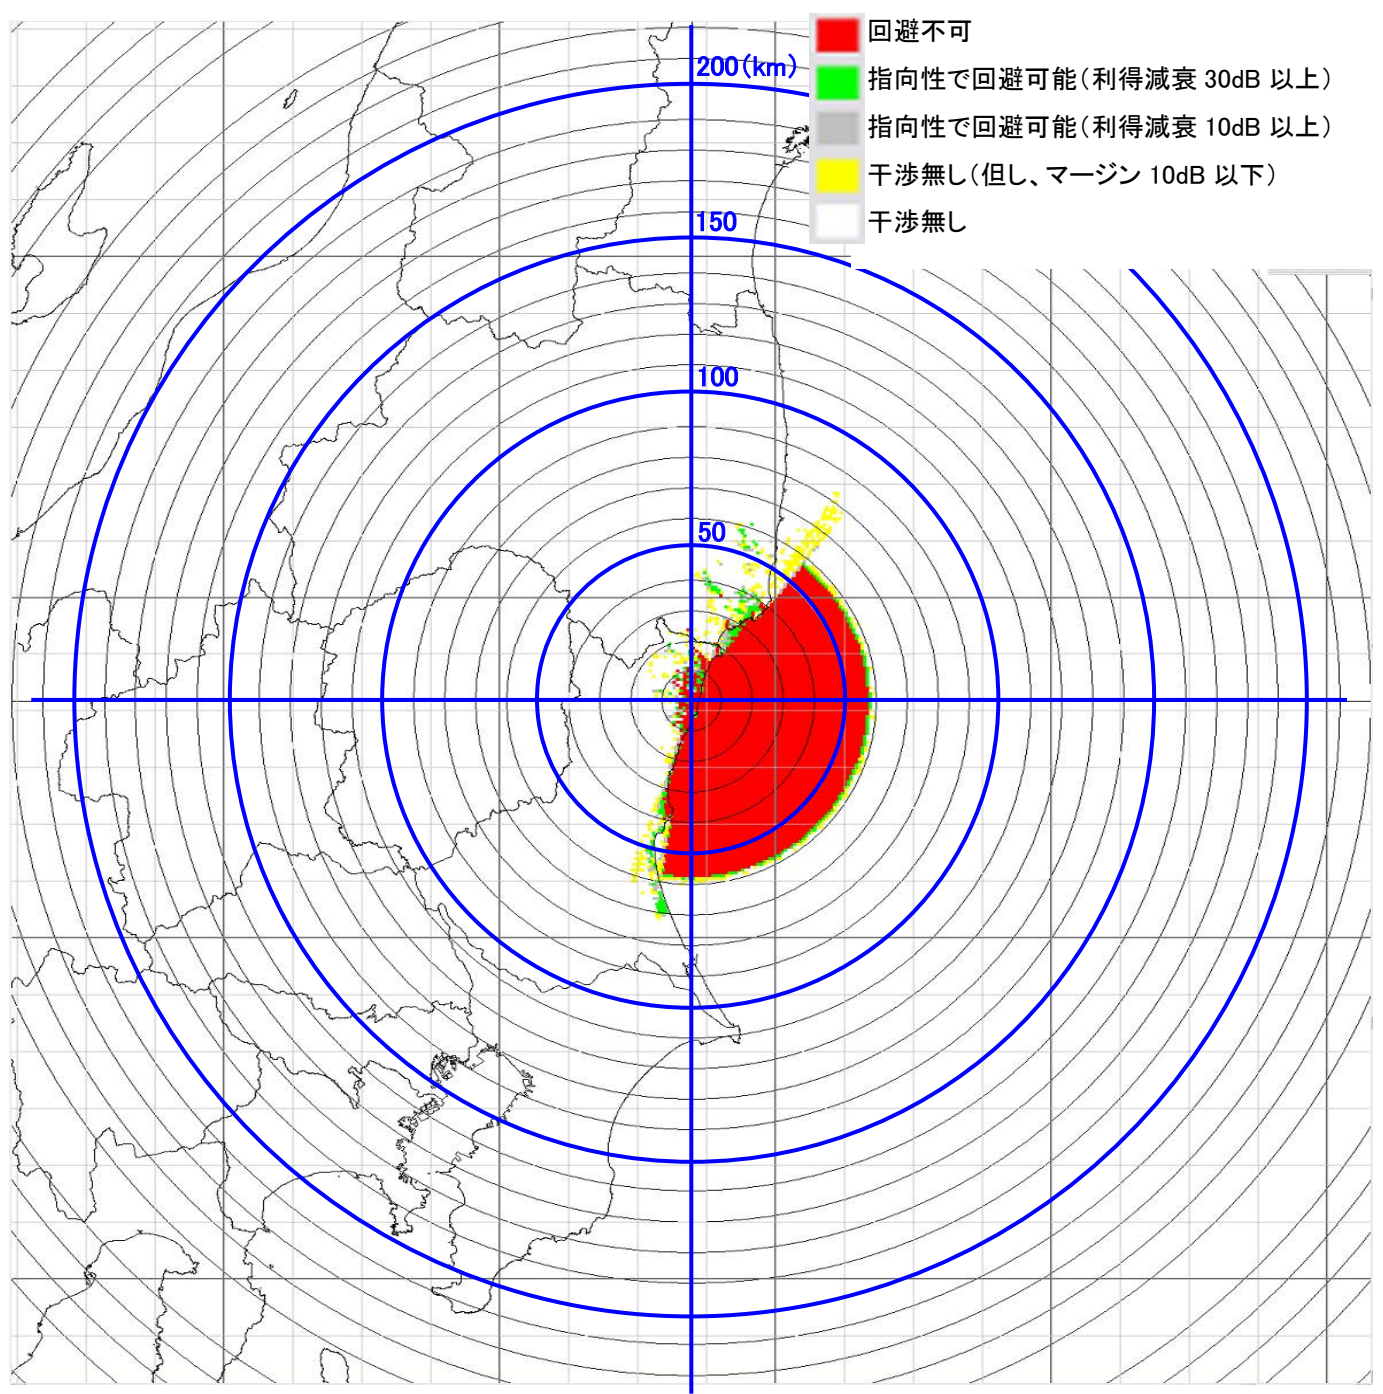 回避不可
指向性で回避可能(利得減衰 30dB 以上)
指向性で回避可能(利得減衰 10dB 以上)
干渉無し(但し、マージン 10dB 以下)
干渉無し
200(km)
150
100
50